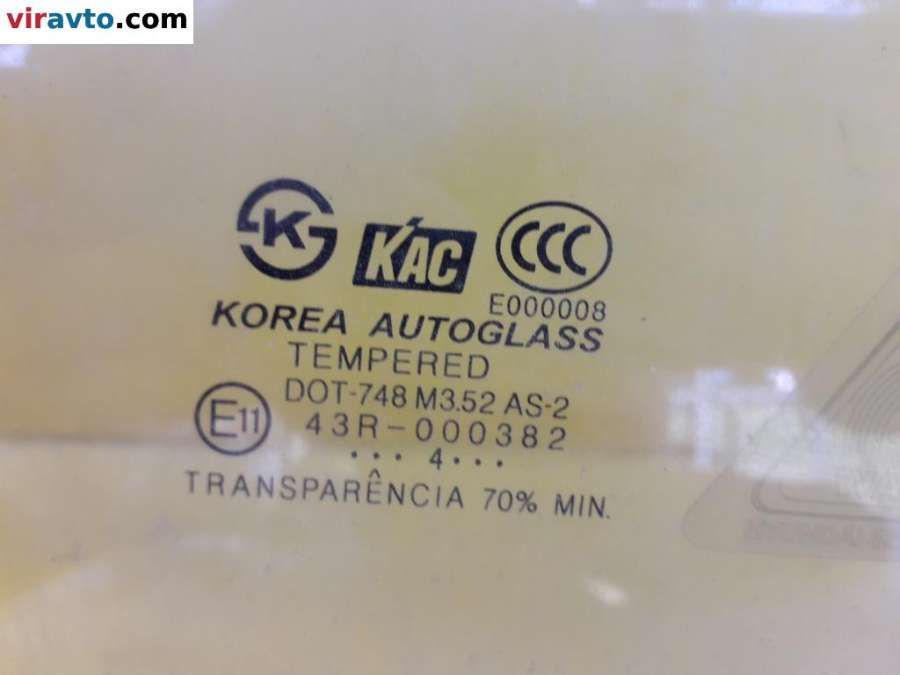 viravto.com
K
KAC
CCC
E000008
KOREA AUTOGLASS
TEMPERED
DOT-748 M3.52 AS-2
E11
43R-000382
... 4...
TRANSPARÊNCIA 70% MIN.